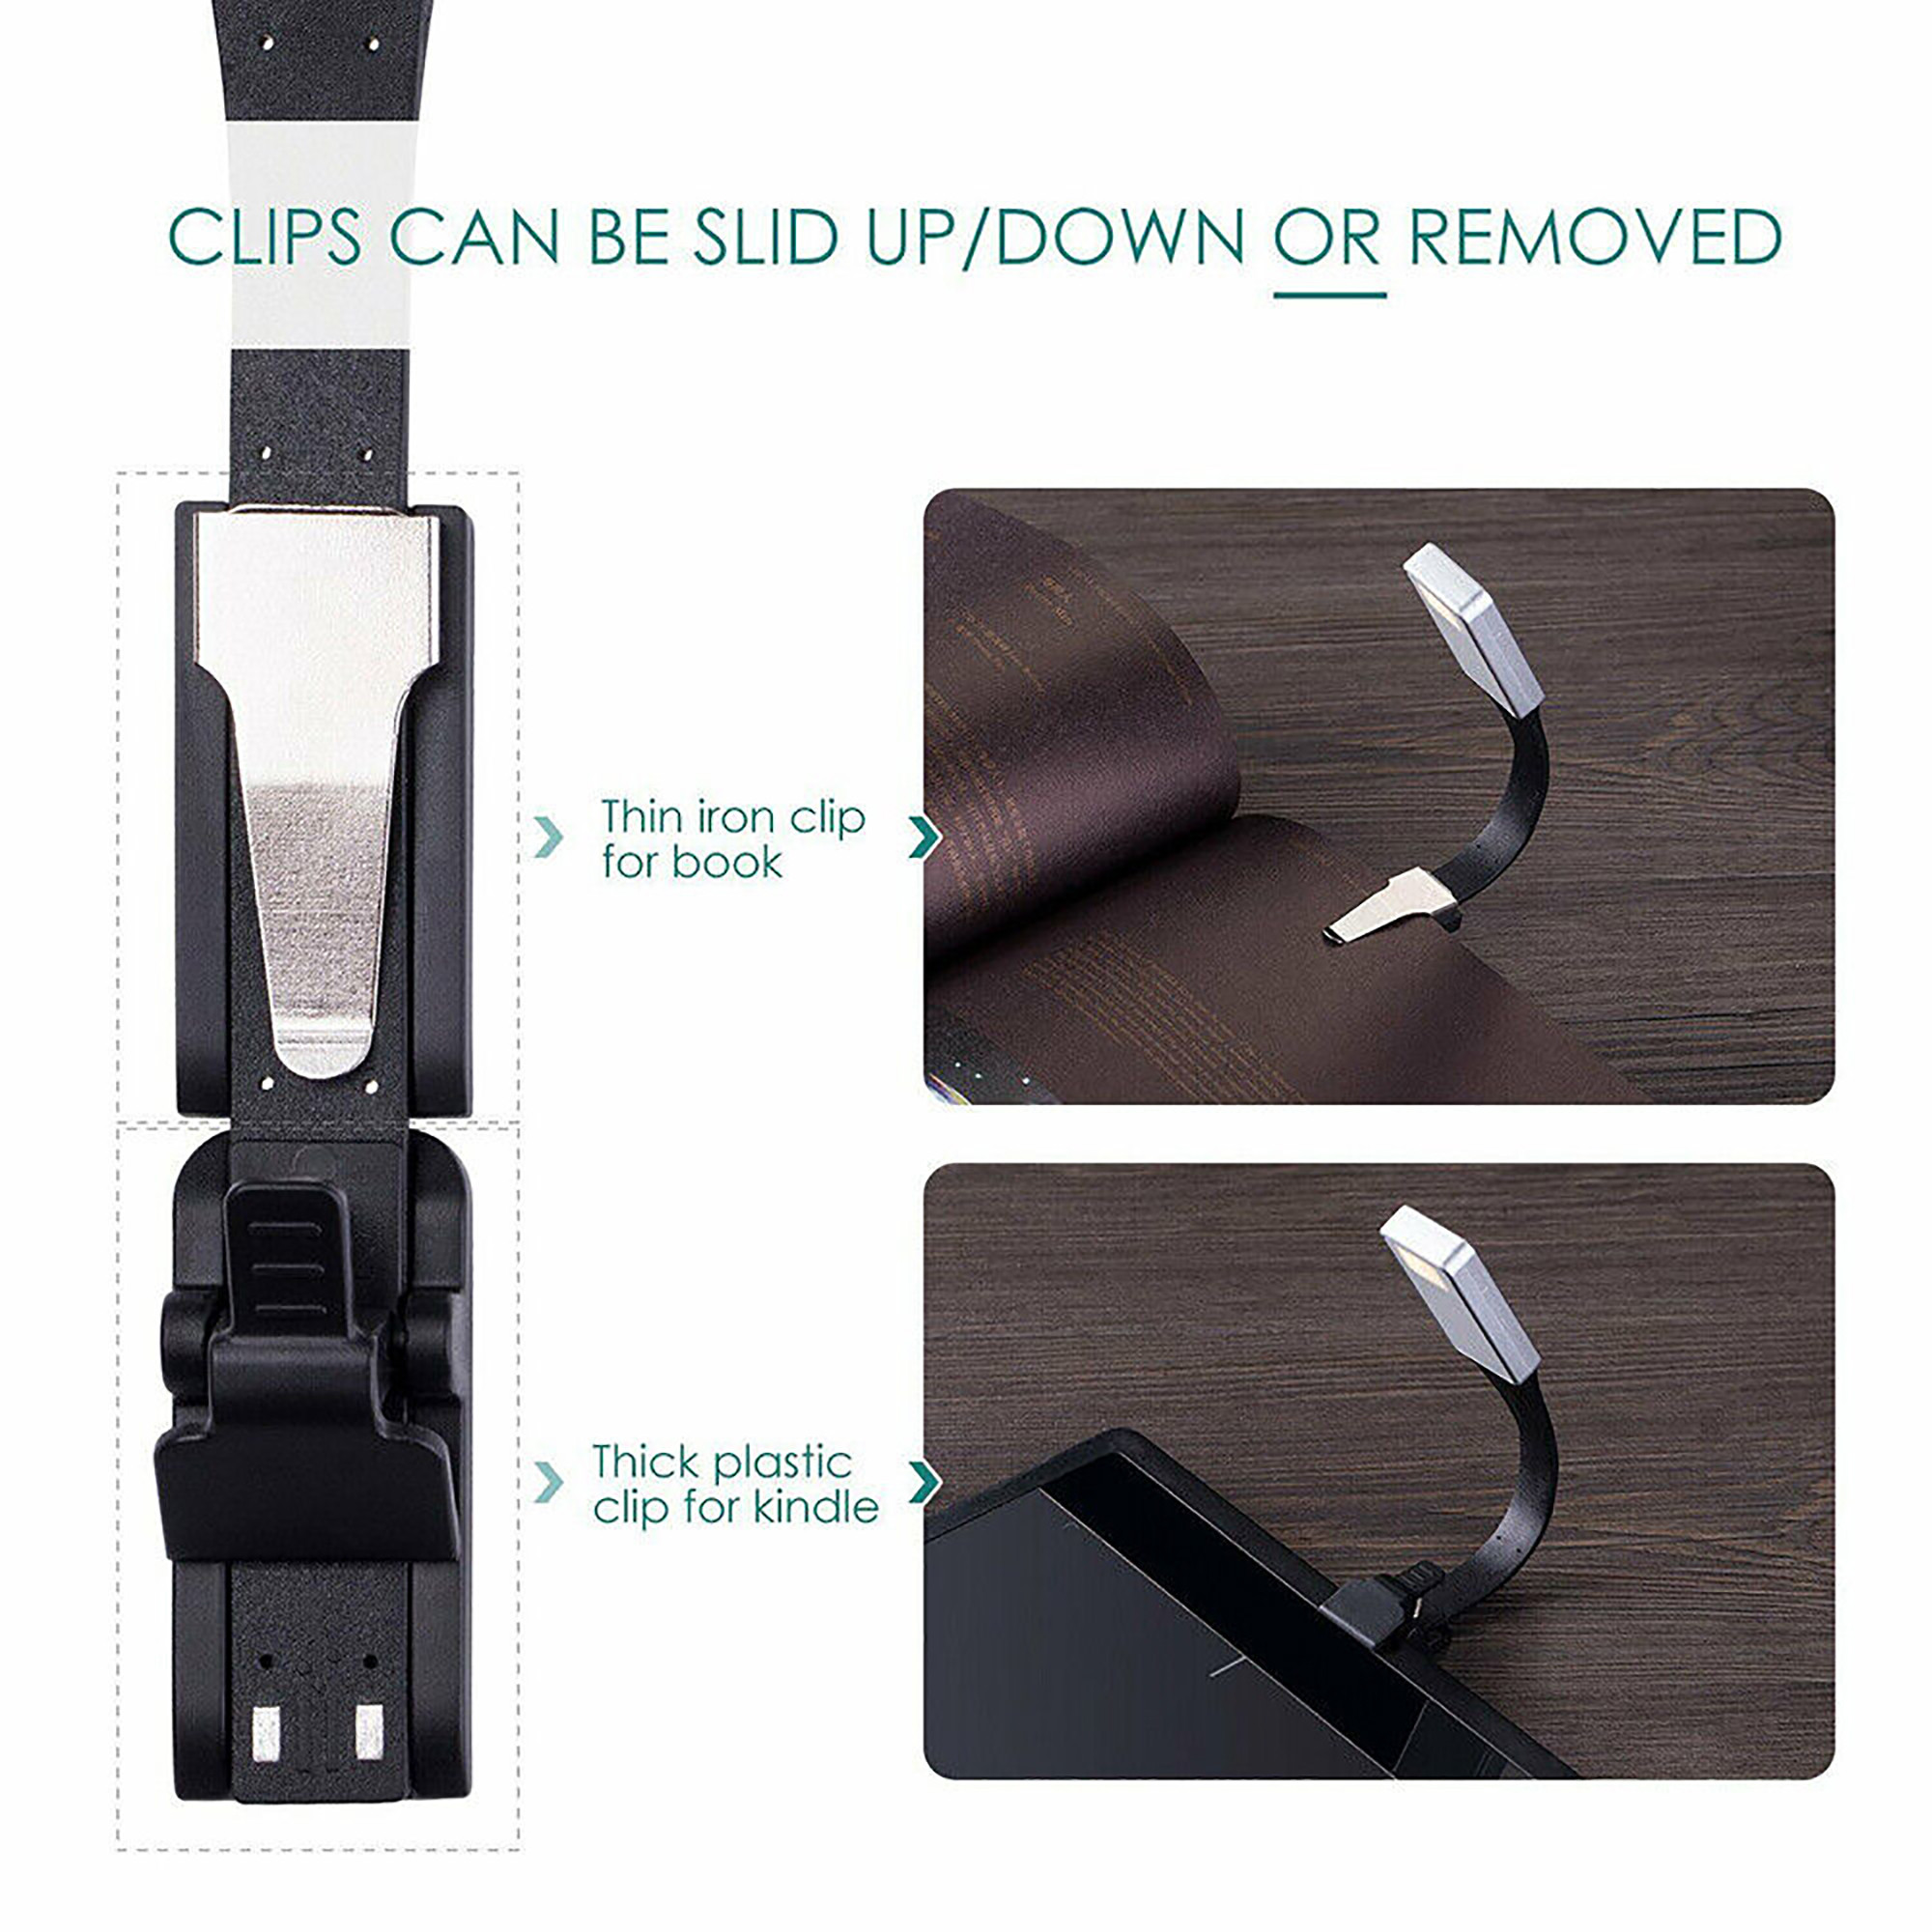 CLIPS CAN BE SLID UP/DOWN OR REMOVED
Thin iron clip
for book
Thick plastic
clip for kindle